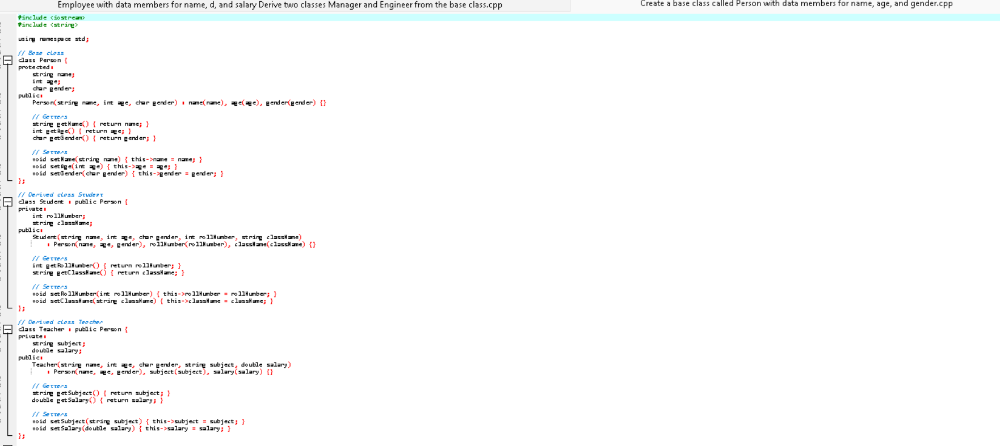 Employee with data members for name, d, and salary Derive two classes Manager and Engineer from the base class.cpp
Create a base class called Person with data members for name, age, and gender.cpp
#include <iostream>
#include <string>
using namespace std;
// Base class
class Person {
protected:
string name;
int age;
char gender;
public:
Person(string name, int age, char gender) : name(name), age(age), gender(gender) {}
// Getters
string getName() { return name; }
int getAge() { return age; }
char getGender() { return gender; }
// Setters
void setName(string name) { this->name = name; }
void setAge(int age) { this->age = age; }
void setGender(char gender) { this->gender = gender; }
};
// Derived class Student
class Student : public Person {
private:
int rollNumber;
string className;
public:
Student(string name, int age, char gender, int rollNumber, string className)
: Person(name, age, gender), rollNumber(rollNumber), className(className) {}
// Getters
int getRollNumber() { return rollNumber; }
string getClassName() { return className; }
// Setters
void setRollNumber(int rollNumber) { this->rollNumber = rollNumber; }
void setClassName(string className) { this->className = className; }
};
// Derived class Teacher
class Teacher : public Person {
private:
string subject;
double salary;
public:
Teacher(string name, int age, char gender, string subject, double salary)
: Person(name, age, gender), subject(subject), salary(salary) {}
// Getters
string getSubject() { return subject; }
double getSalary() { return salary; }
// Setters
void setSubject(string subject) { this->subject = subject; }
void setSalary(double salary) { this->salary = salary; }
};